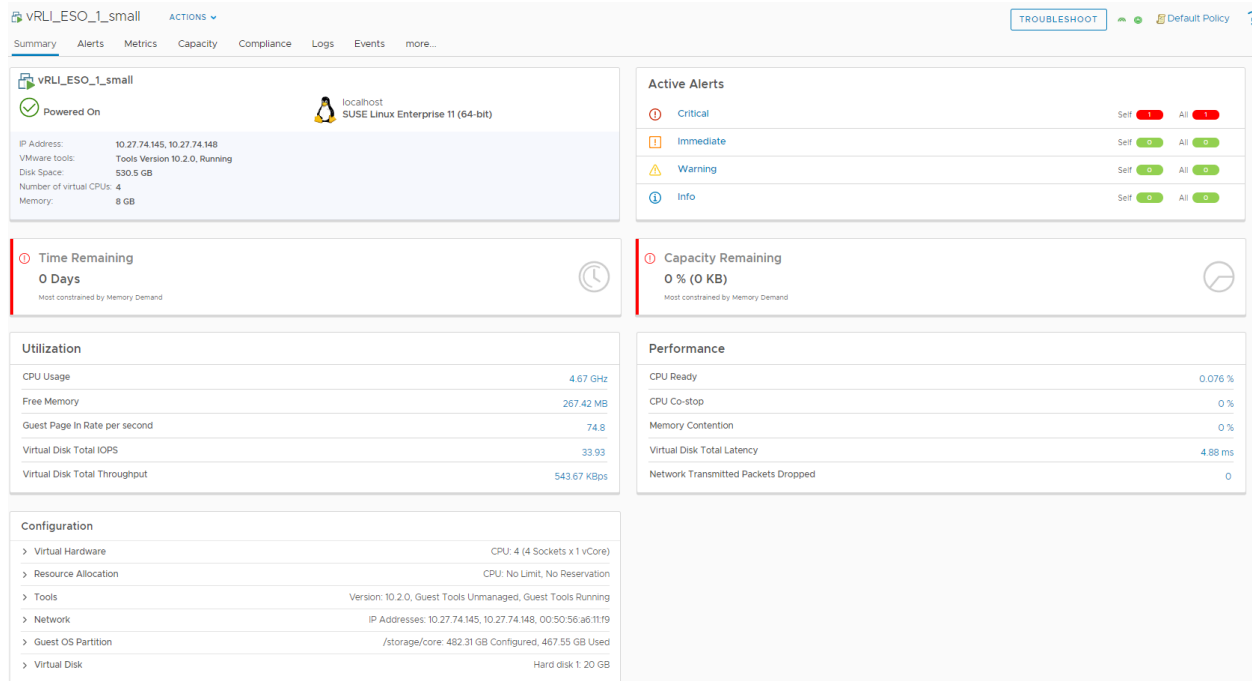 vRLI_ESO_1_small ACTIONS
TROUBLESHOOT Default Policy ?
Summary Alerts Metrics Capacity Compliance Logs Events more...
vRLI_ESO_1_small
Powered On
localhost
SUSE Linux Enterprise 11 (64-bit)
IP Address: 10.27.74.145, 10.27.74.148
VMware tools: Tools Version 10.2.0, Running
Disk Space: 530.5 GB
Number of virtual CPUs: 4
Memory: 8 GB
Active Alerts
Critical Self 1 All 1
Immediate Self 0 All 0
Warning Self 0 All 0
Info Self 0 All 0
Time Remaining
0 Days
Most constrained by Memory Demand
Capacity Remaining
0 % (0 KB)
Most constrained by Memory Demand
Utilization
CPU Usage 4.67 GHz
Free Memory 267.42 MB
Guest Page In Rate per second 74.8
Virtual Disk Total IOPS 33.93
Virtual Disk Total Throughput 543.67 KBps
Performance
CPU Ready 0.076 %
CPU Co-stop 0 %
Memory Contention 0 %
Virtual Disk Total Latency 4.88 ms
Network Transmitted Packets Dropped 0
Configuration
> Virtual Hardware CPU: 4 (4 Sockets x 1 vCore)
> Resource Allocation CPU: No Limit, No Reservation
> Tools Version: 10.2.0, Guest Tools Unmanaged, Guest Tools Running
> Network IP Addresses: 10.27.74.145, 10.27.74.148, 00:50:56:a6:11:f9
> Guest OS Partition /storage/core: 482.31 GB Configured, 467.55 GB Used
> Virtual Disk Hard disk 1: 20 GB